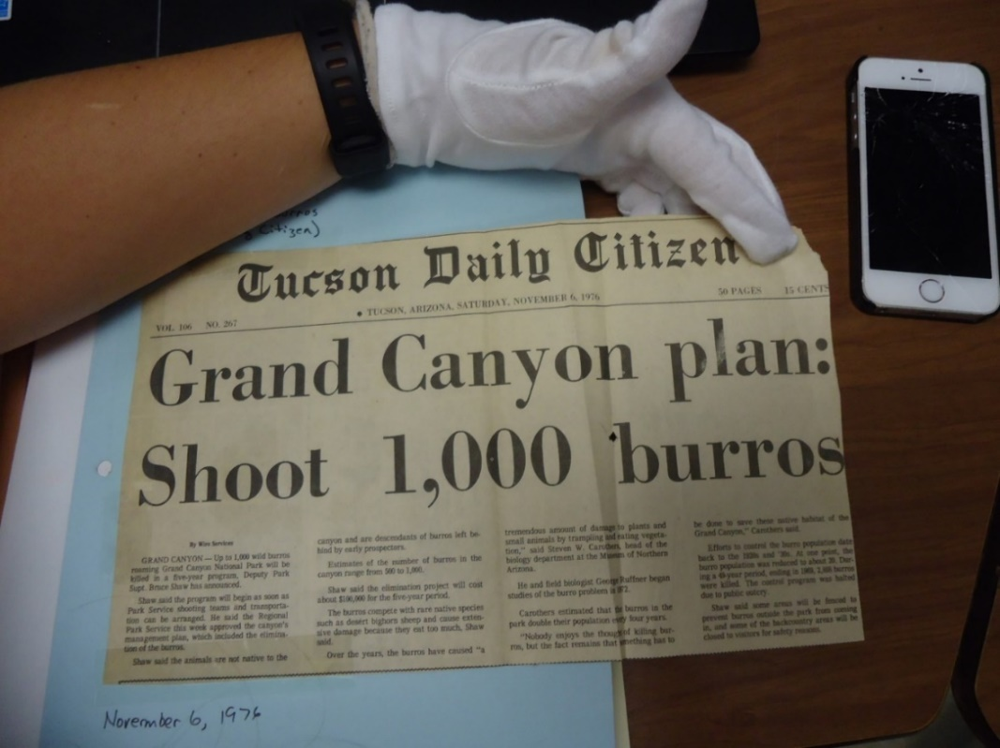 burros
Citizen)
Tucson Daily Citizen
VOL. 106 NO. 267
• TUCSON, ARIZONA, SATURDAY, NOVEMBER 6, 1976
50 PAGES 15 CENTS
Grand Canyon plan:
Shoot 1,000 burros
By Wire Services
GRAND CANYON — Up to 1,000 wild burros
roaming Grand Canyon National Park will be
killed in a five-year program, Deputy Park
Supt. Bruce Shaw has announced.
Shaw said the program will begin as soon as
Park Service shooting teams and transporta-
tion can be arranged. He said the Regional
Park Service this week approved the canyon's
management plan, which included the elimina-
tion of the burros.
Shaw said the animals are not native to the
canyon and are descendants of burros left be-
hind by early prospectors.
Estimates of the number of burros in the
canyon range from 500 to 1,000.
Shaw said the elimination project will cost
about for the five-year period.
The burros compete with rare native species
such as desert bighorn sheep and cause exten-
sive damage because they eat too much, Shaw
said.
Over the years, the burros have caused "a
tremendous amount of damage to plants and
small animals by trampling and eating vegeta-
tion," said Steven W. Carothers, head of the
biology department at the Museum of Northern
Arizona.
He and field biologist George Ruffner began
studies of the burro problem in
Carothers estimated that the burros in the
park double their population every four years.
"Nobody enjoys the thought of killing bur-
ros, but the fact remains that something has to
be done to save these native habitat of the
Grand Canyon," Carothers said.
Efforts to control the burro population date
back to the 1920s and '30s. At one point, the
burro population was reduced to about 20. Dur-
ing a 40-year period, ending in 1969, burros
were killed. The control program was halted
due to public outcry.
Shaw said some areas will be fenced to
prevent burros outside the park from coming
in, and some of the backcountry areas will be
closed to visitors for safety reasons.
November 6, 1976